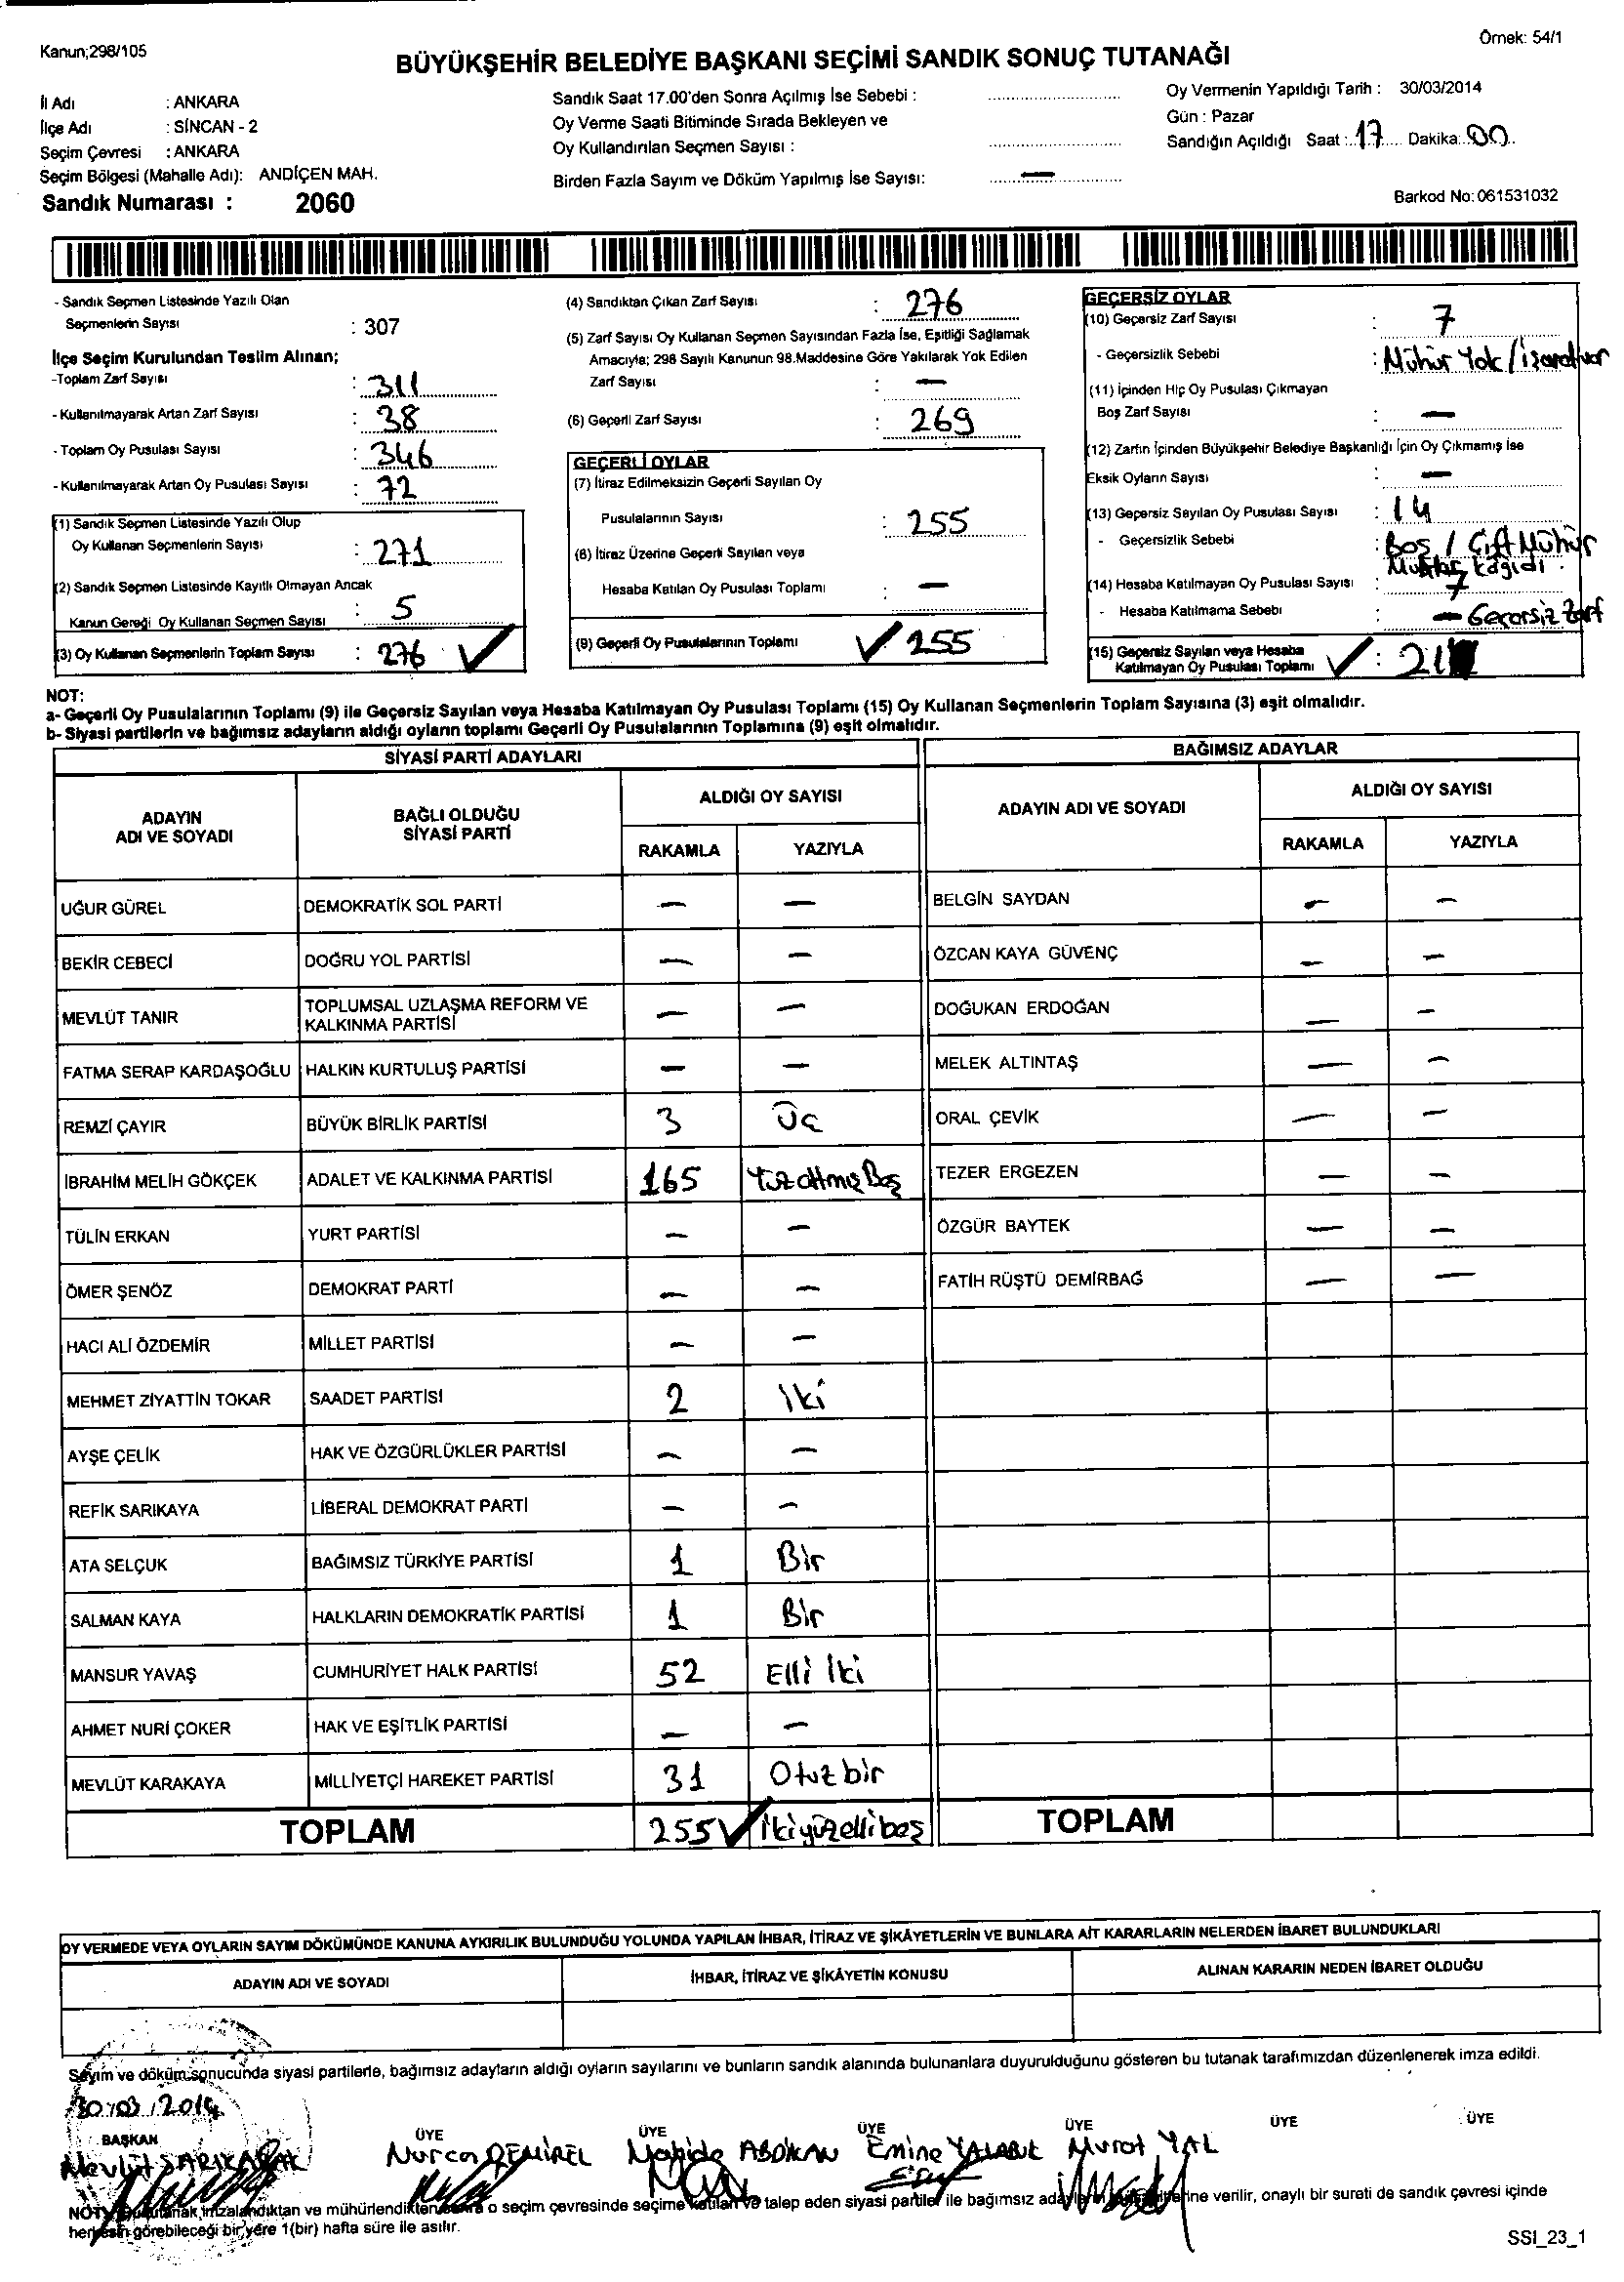 Kanun;298/105
Örnek: 54/1
BÜYÜKŞEHİR BELEDİYE BAŞKANI SEÇİMİ SANDIK SONUÇ TUTANAĞI
İl Adı : ANKARA
İlçe Adı : SİNCAN - 2
Seçim Çevresi : ANKARA
Seçim Bölgesi (Mahalle Adı): ANDİÇEN MAH.
Sandık Numarası : 2060
Sandık Saat 17.00'den Sonra Açılmış İse Sebebi :
Oy Verme Saati Bitiminde Sırada Bekleyen ve
Oy Kullandırılan Seçmen Sayısı :
Birden Fazla Sayım ve Döküm Yapılmış İse Sayısı: —
Oy Vermenin Yapıldığı Tarih : 30/03/2014
Gün : Pazar
Sandığın Açıldığı Saat : 17 Dakika: 00
Barkod No: 061531032
- Sandık Seçmen Listesinde Yazılı Olan
Seçmenlerin Sayısı : 307
İlçe Seçim Kurulundan Teslim Alınan;
-Toplam Zarf Sayısı : 311
- Kullanılmayarak Artan Zarf Sayısı : 38
- Toplam Oy Pusulası Sayısı : 346
- Kullanılmayarak Artan Oy Pusulası Sayısı : 72
(1) Sandık Seçmen Listesinde Yazılı Olup
Oy Kullanan Seçmenlerin Sayısı : 271
(2) Sandık Seçmen Listesinde Kayıtlı Olmayan Ancak
Kanun Gereği Oy Kullanan Seçmen Sayısı : 5
(3) Oy Kullanan Seçmenlerin Toplam Sayısı : 276 ✓
(4) Sandıktan Çıkan Zarf Sayısı : 276
(5) Zarf Sayısı Oy Kullanan Seçmen Sayısından Fazla İse, Eşitliği Sağlamak
Amacıyla; 298 Sayılı Kanunun 98.Maddesine Göre Yakılarak Yok Edilen
Zarf Sayısı : —
(6) Geçerli Zarf Sayısı : 269
GEÇERLİ OYLAR
(7) İtiraz Edilmeksizin Geçerli Sayılan Oy
Pusulalarının Sayısı : 255
(8) İtiraz Üzerine Geçerli Sayılan veya
Hesaba Katılan Oy Pusulası Toplamı : —
(9) Geçerli Oy Pusulalarının Toplamı ✓ 255
GEÇERSİZ OYLAR
(10) Geçersiz Zarf Sayısı : 7
- Geçersizlik Sebebi : Mühür Yok / işaret var
(11) İçinden Hiç Oy Pusulası Çıkmayan
Boş Zarf Sayısı : —
(12) Zarfın İçinden Büyükşehir Belediye Başkanlığı İçin Oy Çıkmamış İse
Eksik Oyların Sayısı : —
(13) Geçersiz Sayılan Oy Pusulası Sayısı : 14
- Geçersizlik Sebebi : Boş / Çift Mühür
Muhtar kağıdı
(14) Hesaba Katılmayan Oy Pusulası Sayısı : 7
- Hesaba Katılmama Sebebi : — Geçersiz Zarf
(15) Geçersiz Sayılan veya Hesaba
Katılmayan Oy Pusulası Toplamı ✓ : 21
NOT:
a- Geçerli Oy Pusulalarının Toplamı (9) ile Geçersiz Sayılan veya Hesaba Katılmayan Oy Pusulası Toplamı (15) Oy Kullanan Seçmenlerin Toplam Sayısına (3) eşit olmalıdır.
b- Siyasi partilerin ve bağımsız adayların aldığı oyların toplamı Geçerli Oy Pusulalarının Toplamına (9) eşit olmalıdır.
SİYASİ PARTİ ADAYLARI
ADAYIN ADI VE SOYADI BAĞLI OLDUĞU SİYASİ PARTİ ALDIĞI OY SAYISI
RAKAMLA YAZIYLA
UĞUR GÜREL DEMOKRATİK SOL PARTİ — —
BEKİR CEBECİ DOĞRU YOL PARTİSİ — —
MEVLÜT TANIR TOPLUMSAL UZLAŞMA REFORM VE KALKINMA PARTİSİ — —
FATMA SERAP KARDAŞOĞLU HALKIN KURTULUŞ PARTİSİ — —
REMZİ ÇAYIR BÜYÜK BİRLİK PARTİSİ 3 Üç
İBRAHİM MELİH GÖKÇEK ADALET VE KALKINMA PARTİSİ 165 Yüzatmış Beş
TÜLİN ERKAN YURT PARTİSİ — —
ÖMER ŞENÖZ DEMOKRAT PARTİ — —
HACI ALİ ÖZDEMİR MİLLET PARTİSİ — —
MEHMET ZİYATTİN TOKAR SAADET PARTİSİ 2 İki
AYŞE ÇELİK HAK VE ÖZGÜRLÜKLER PARTİSİ — —
REFİK SARIKAYA LİBERAL DEMOKRAT PARTİ — —
ATA SELÇUK BAĞIMSIZ TÜRKİYE PARTİSİ 1 Bir
SALMAN KAYA HALKLARIN DEMOKRATİK PARTİSİ 1 Bir
MANSUR YAVAŞ CUMHURİYET HALK PARTİSİ 52 Elli İki
AHMET NURİ ÇOKER HAK VE EŞİTLİK PARTİSİ — —
MEVLÜT KARAKAYA MİLLİYETÇİ HAREKET PARTİSİ 31 Otuz bir
TOPLAM 255 ✓ İkiyüzellibeş
BAĞIMSIZ ADAYLAR
ADAYIN ADI VE SOYADI ALDIĞI OY SAYISI
RAKAMLA YAZIYLA
BELGİN SAYDAN — —
ÖZCAN KAYA GÜVENÇ — —
DOĞUKAN ERDOĞAN — —
MELEK ALTINTAŞ — —
ORAL ÇEVİK — —
TEZER ERGEZEN — —
ÖZGÜR BAYTEK — —
FATİH RÜŞTÜ DEMİRBAĞ — —
TOPLAM
OY VERMEDE VEYA OYLARIN SAYIM DÖKÜMÜNDE KANUNA AYKIRILIK BULUNDUĞU YOLUNDA YAPILAN İHBAR, İTİRAZ VE ŞİKÂYETLERİN VE BUNLARA AİT KARARLARIN NELERDEN İBARET BULUNDUKLARI
ADAYIN ADI VE SOYADI İHBAR, İTİRAZ VE ŞİKÂYETİN KONUSU ALINAN KARARIN NEDEN İBARET OLDUĞU
Sayım ve döküm sonucunda siyasi partilerle, bağımsız adayların aldığı oyların sayılarını ve bunların sandık alanında bulunanlara duyurulduğunu gösteren bu tutanak tarafımızdan düzenlenerek imza edildi.
30/03/2014
BAŞKAN ÜYE ÜYE ÜYE ÜYE ÜYE ÜYE
Mevlüt Nurcan DEMİREL ABDİKAN Emine Murat YAL
NOT: Bu tutanak imzalandıktan ve mühürlendikten sonra o seçim çevresinde seçime katılan ve talep eden siyasi partiler ile bağımsız adayların verilir, onaylı bir sureti de sandık çevresi içinde
herkesin görebileceği bir yere 1(bir) hafta süre ile asılır.
SSI_23_1